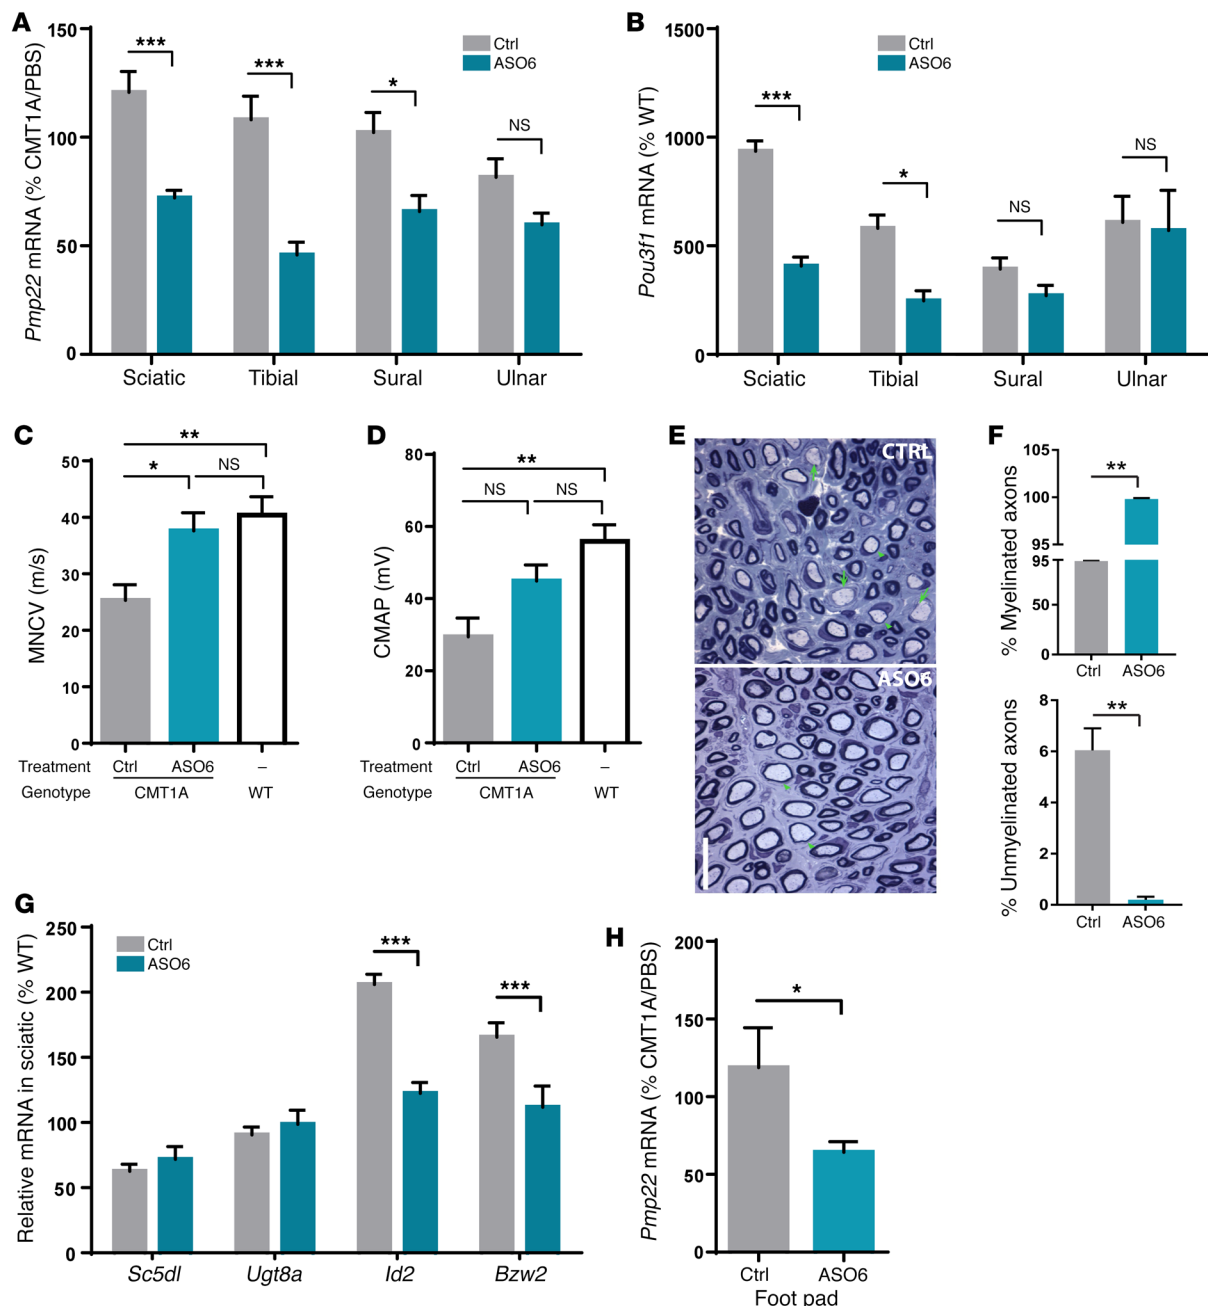 A
Pmp22 mRNA (% CMT1A/PBS)
150
100
50
0
*** *** * NS
Ctrl
ASO6
Sciatic Tibial Sural Ulnar
B
Pou3f1 mRNA (% WT)
1500
1000
500
0
*** * NS NS
Ctrl
ASO6
Sciatic Tibial Sural Ulnar
C
MNCV (m/s)
50
40
30
20
10
0
**
* NS
Treatment Ctrl ASO6 –
Genotype CMT1A WT
D
CMAP (mV)
80
60
40
20
0
**
NS NS
Treatment Ctrl ASO6 –
Genotype CMT1A WT
E
CTRL
ASO6
F
% Myelinated axons
105
100
95
95
50
0
**
Ctrl ASO6
% Unmyelinated axons
8
6
4
2
0
**
Ctrl ASO6
G
Relative mRNA in sciatic (% WT)
250
200
150
100
50
0
Ctrl
ASO6
*** ***
Sc5dl Ugt8a Id2 Bzw2
H
Pmp22 mRNA (% CMT1A/PBS)
200
150
100
50
0
*
Ctrl ASO6
Foot pad